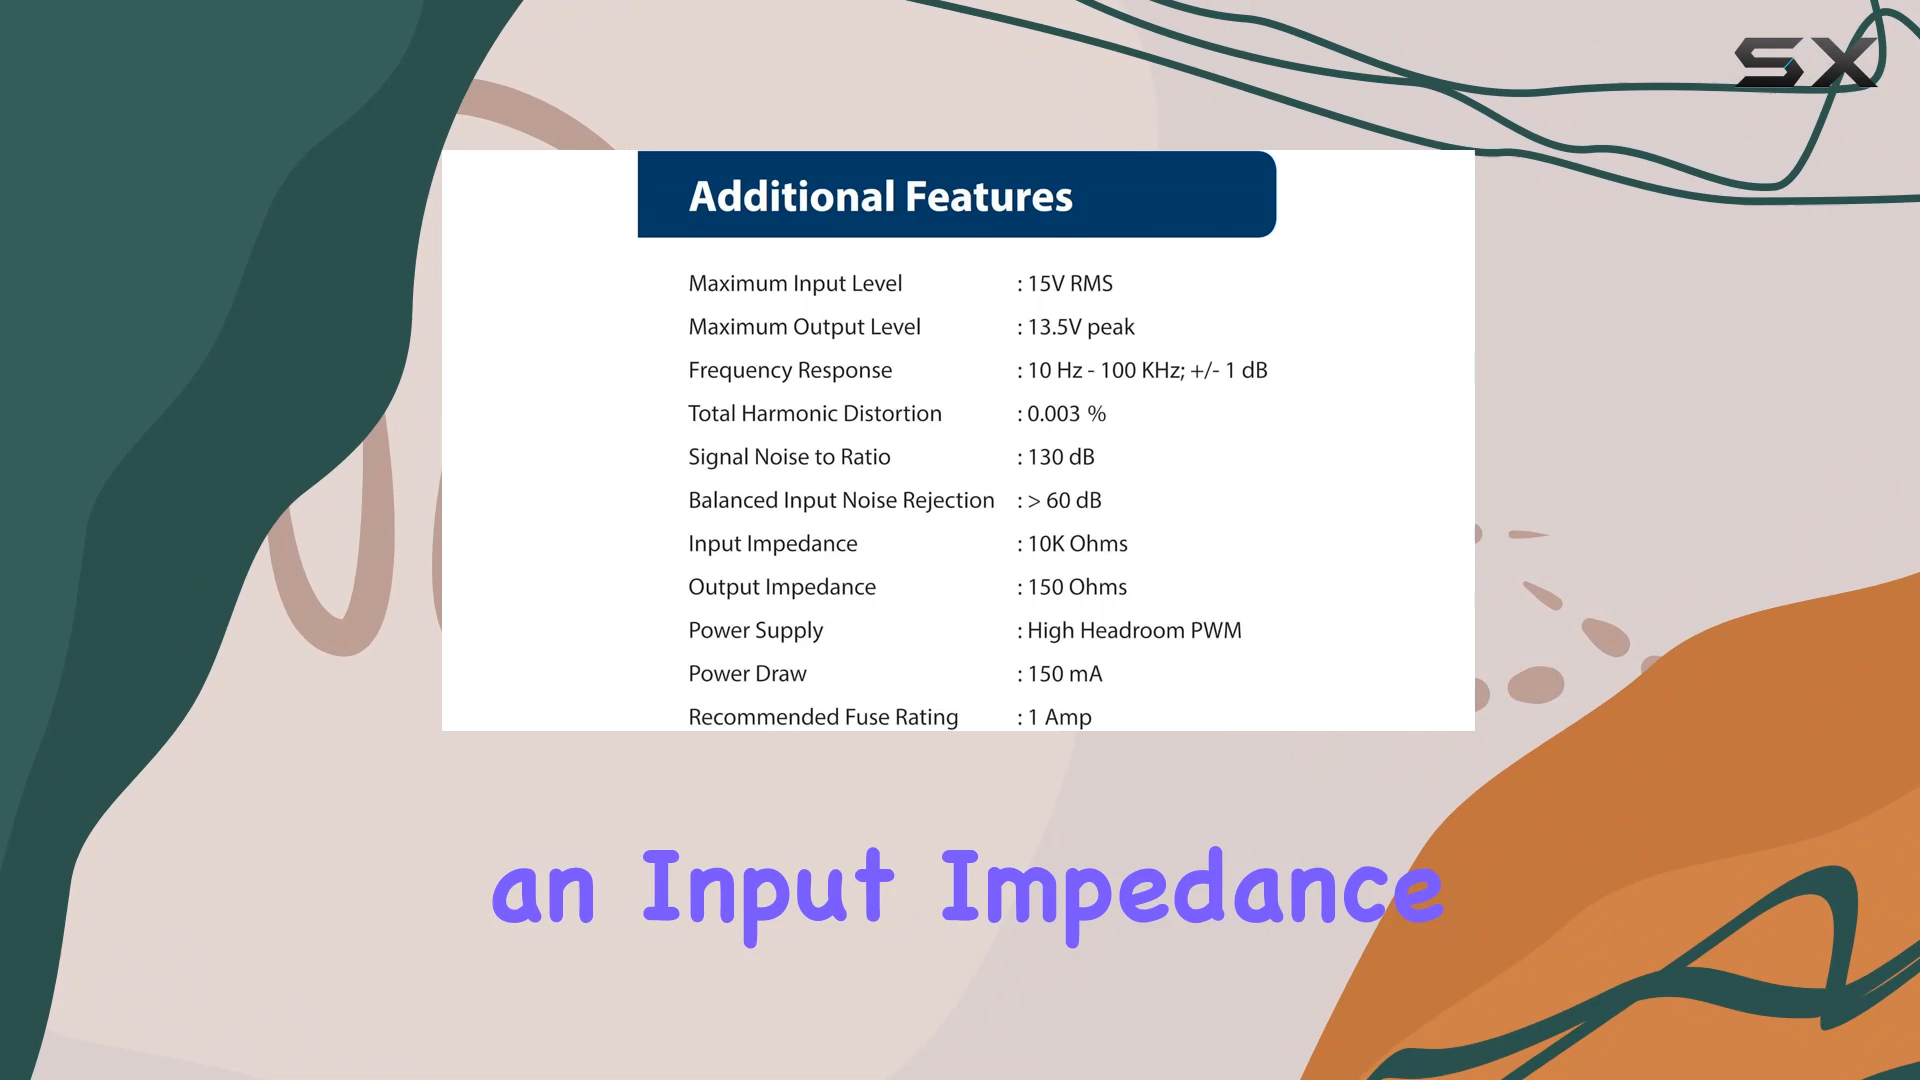 SX
Additional Features
Maximum Input Level : 15V RMS
Maximum Output Level : 13.5V peak
Frequency Response : 10 Hz - 100 KHz; +/- 1 dB
Total Harmonic Distortion : 0.003 %
Signal Noise to Ratio : 130 dB
Balanced Input Noise Rejection : > 60 dB
Input Impedance : 10K Ohms
Output Impedance : 150 Ohms
Power Supply : High Headroom PWM
Power Draw : 150 mA
Recommended Fuse Rating : 1 Amp
an Input Impedance